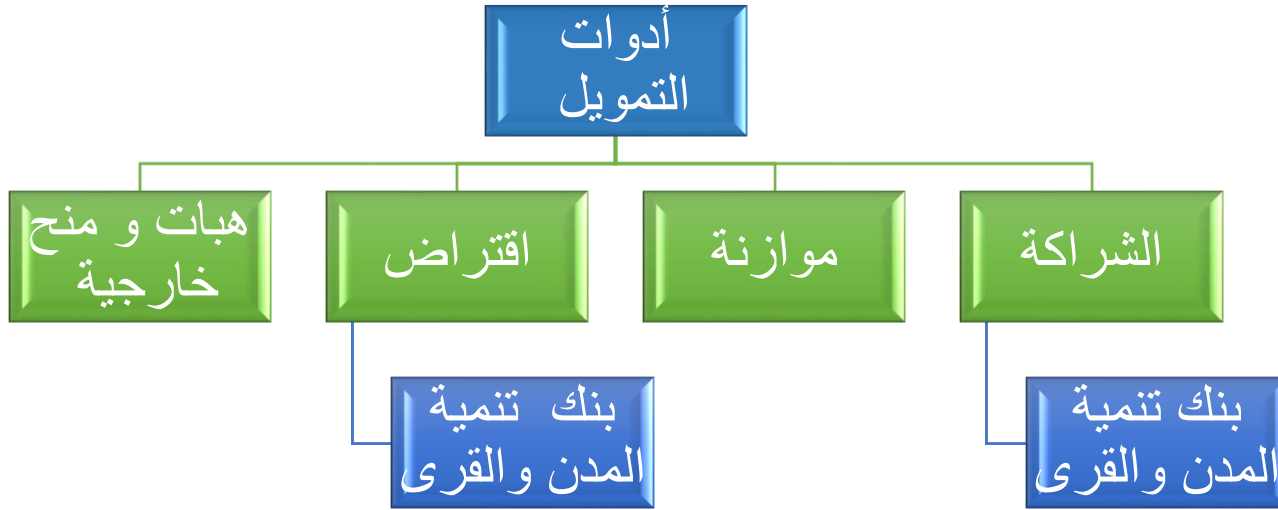 أدوات
التمويل
الشراكة
موازنة
اقتراض
هبات و منح
خارجية
بنك تنمية
المدن والقرى
بنك تنمية
المدن والقرى